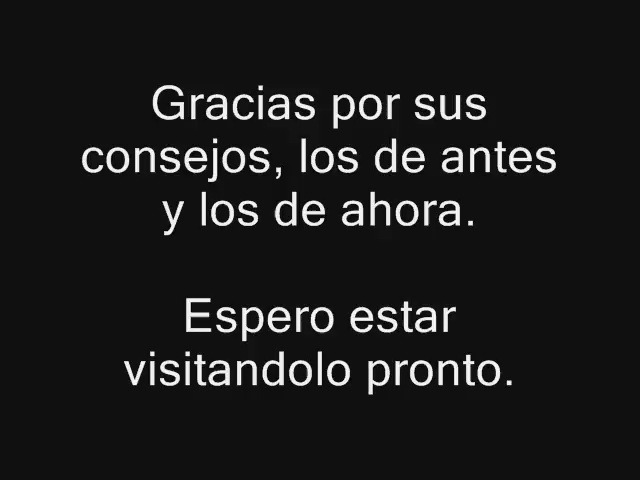 Gracias por sus
consejos, los de antes
y los de ahora.
Espero estar
visitandolo pronto.